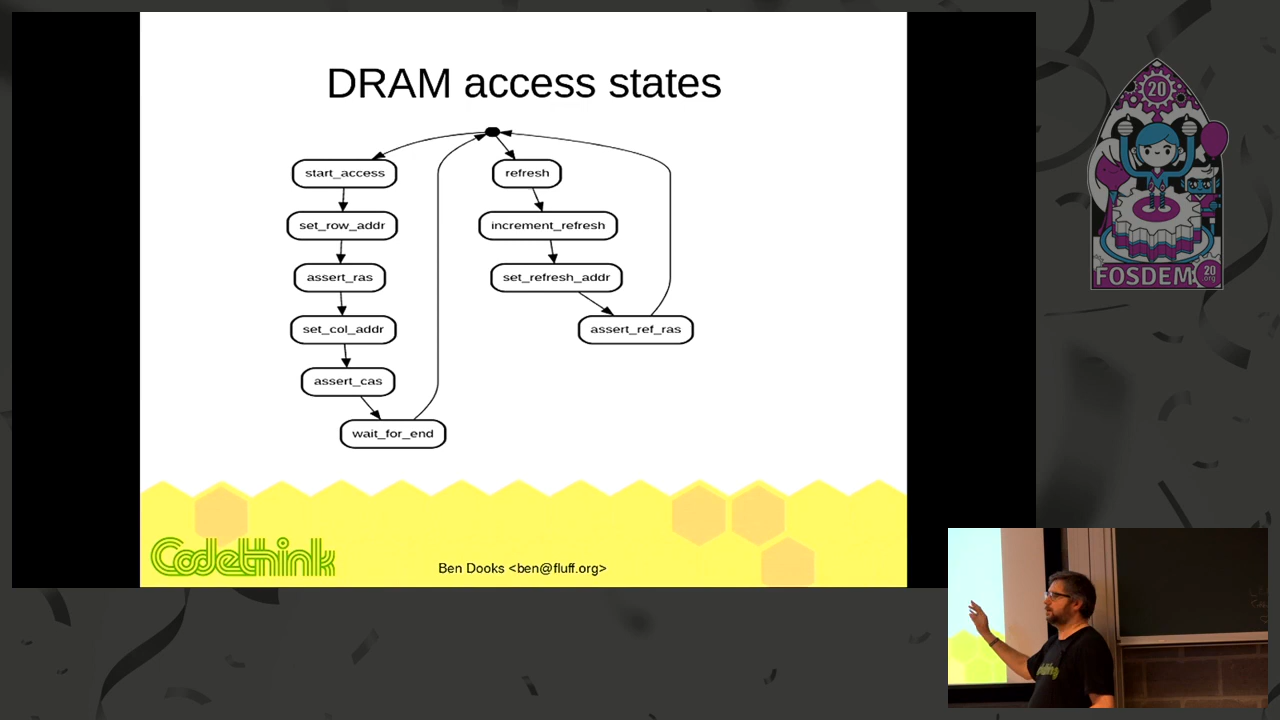 DRAM access states
start_access
refresh
set_row_addr
increment_refresh
assert_ras
set_refresh_addr
set_col_addr
assert_ref_ras
assert_cas
wait_for_end
Codethink
Ben Dooks <ben@fluff.org>
20
FOSDEM 20
.org